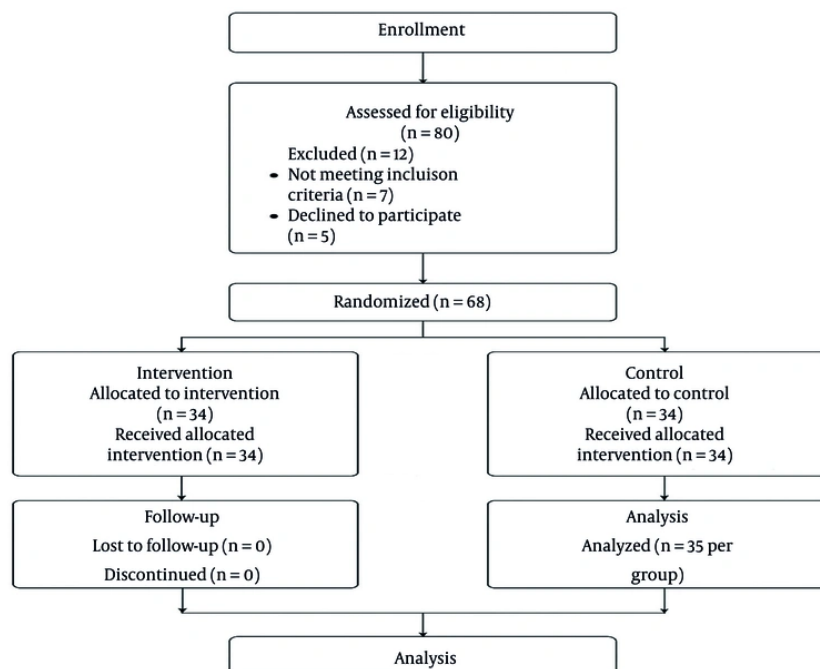 Enrollment
Assessed for eligibility
(n = 80)
Excluded (n = 12)
• Not meeting incluison
criteria (n = 7)
• Declined to participate
(n = 5)
Randomized (n = 68)
Intervention
Allocated to intervention
(n = 34)
Received allocated
intervention (n = 34)
Control
Allocated to control
(n = 34)
Received allocated
intervention (n = 34)
Follow-up
Lost to follow-up (n = 0)
Discontinued (n = 0)
Analysis
Analyzed (n = 35 per
group)
Analysis